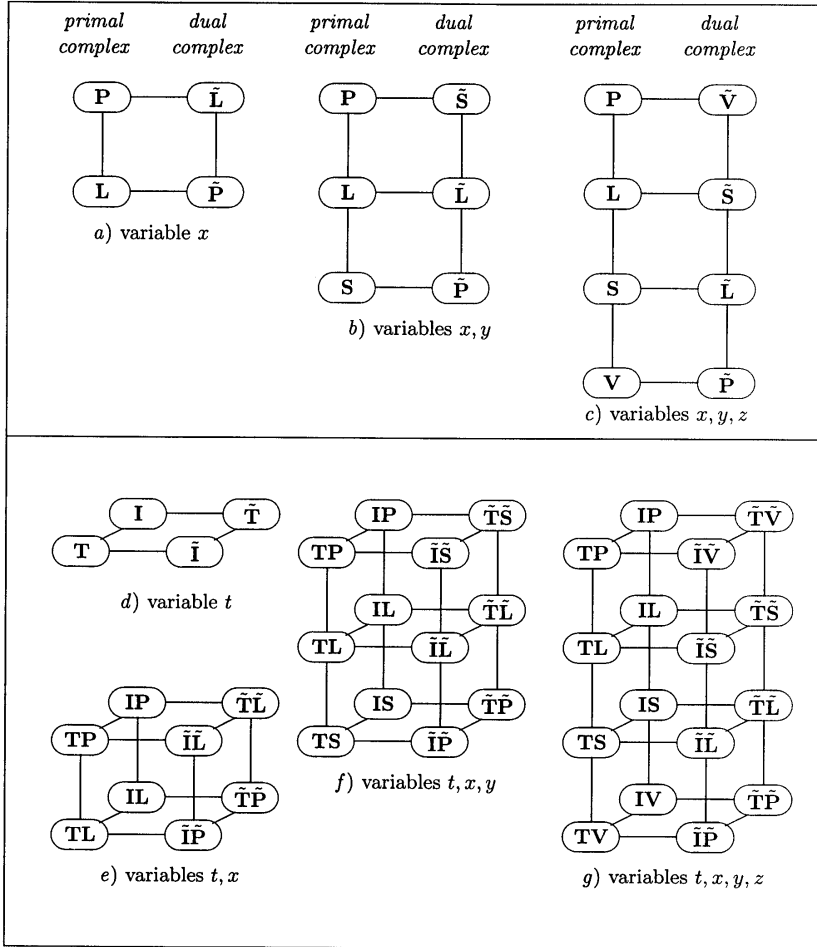 primal complex dual complex primal complex dual complex primal complex dual complex
P L̃ P S̃ P Ṽ
L P̃ L L̃ L S̃
a) variable x
S P̃ S L̃
b) variables x, y
V P̃
c) variables x, y, z
I T̃
T Ĩ
d) variable t
IP T̃L̃
TP ĨL̃
IL T̃P̃
TL ĨP̃
e) variables t, x
IP T̃S̃
TP ĨS̃
IL T̃L̃
TL ĨL̃
IS T̃P̃
TS ĨP̃
f) variables t, x, y
IP T̃Ṽ
TP ĨṼ
IL T̃S̃
TL ĨS̃
IS T̃L̃
TS ĨL̃
IV T̃P̃
TV ĨP̃
g) variables t, x, y, z